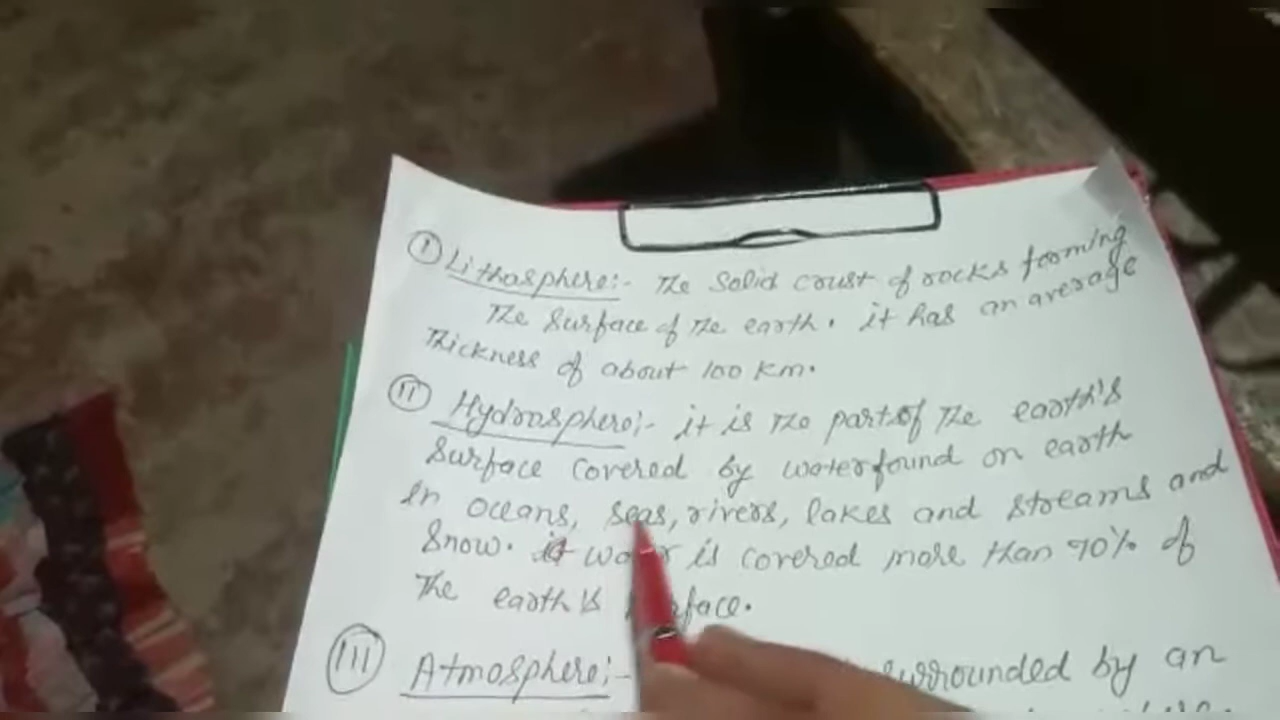 I Lithosphere:- The Solid crust of rocks forming
The Surface of The earth. it has an average
Thickness of about 100 km.
II Hydrosphere:- it is The part of The earth's
Surface covered by water found on earth
in oceans, seas, rivers, lakes and streams and
Snow. is covered more than 70% of
The earth's
III Atmosphere:- surrounded by an